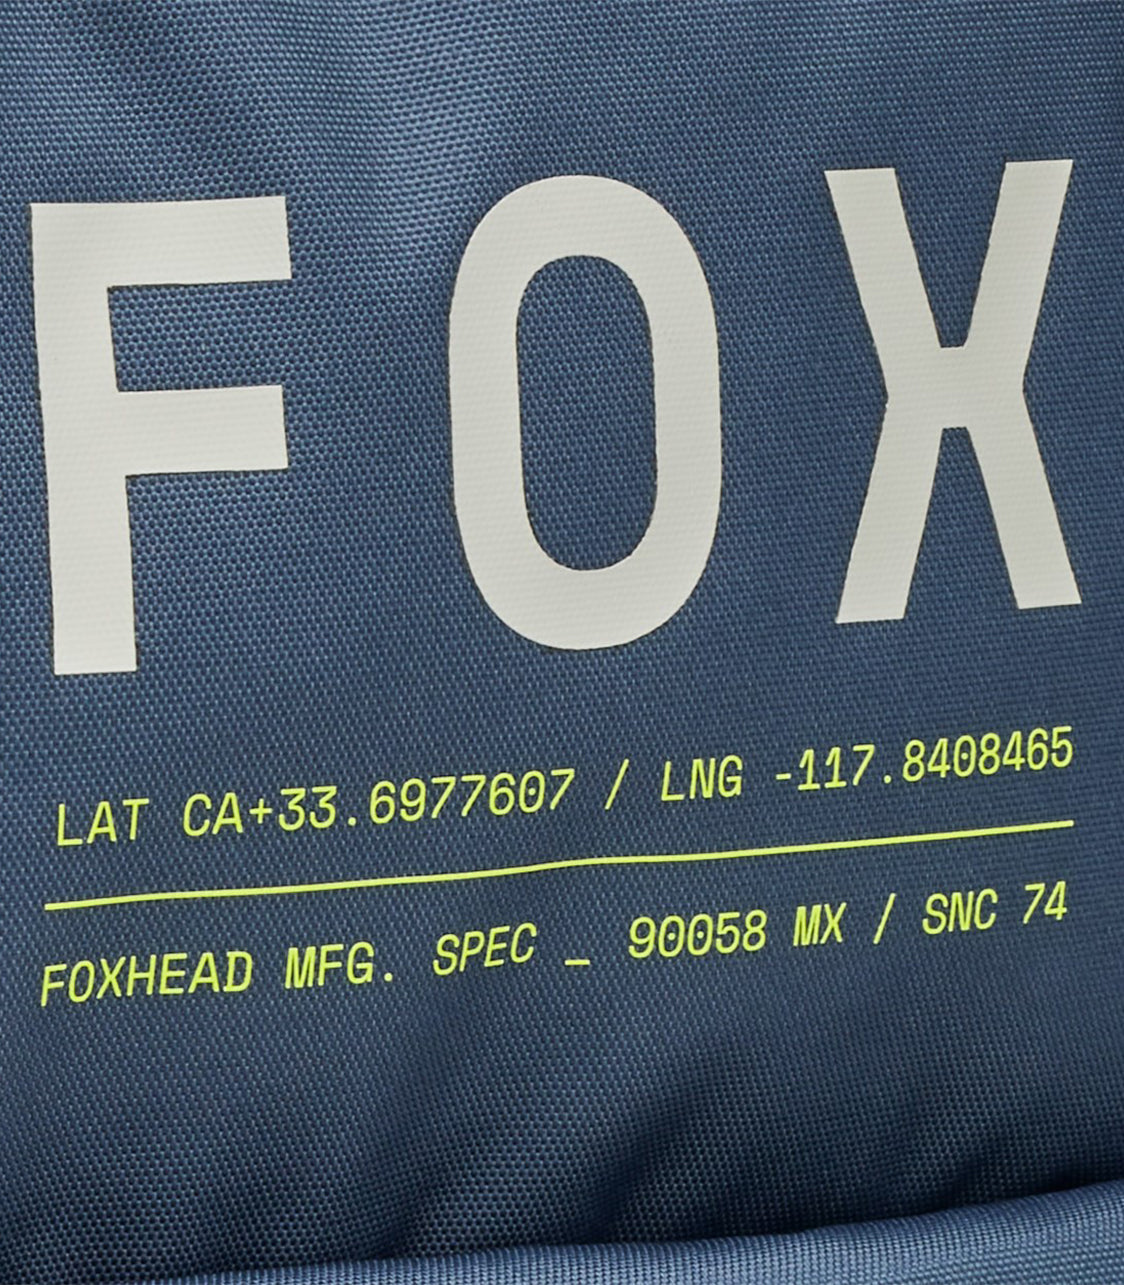 FOX
LAT CA+33.6977607 / LNG -117.8408465
FOXHEAD MFG. SPEC _ 90058 MX / SNC 74